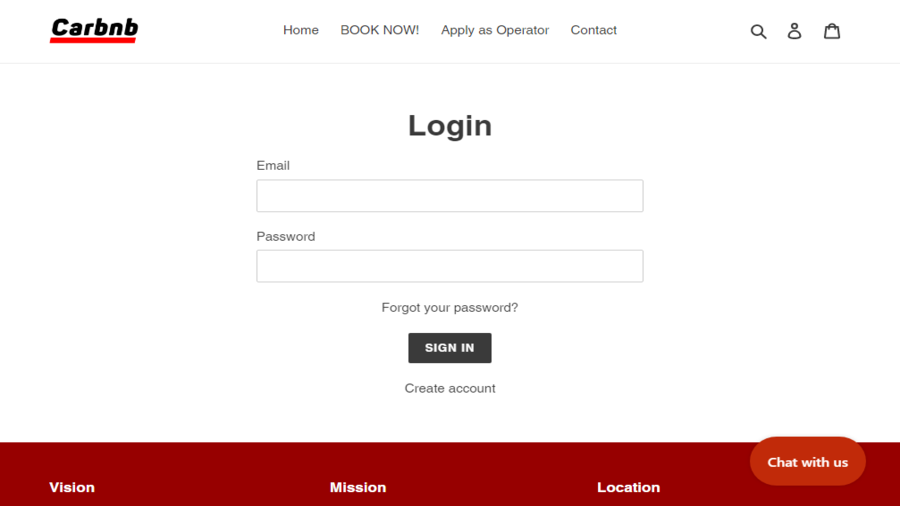 Carbnb
Home BOOK NOW! Apply as Operator Contact
Login
Email
Password
Forgot your password?
SIGN IN
Create account
Chat with us
Vision Mission Location